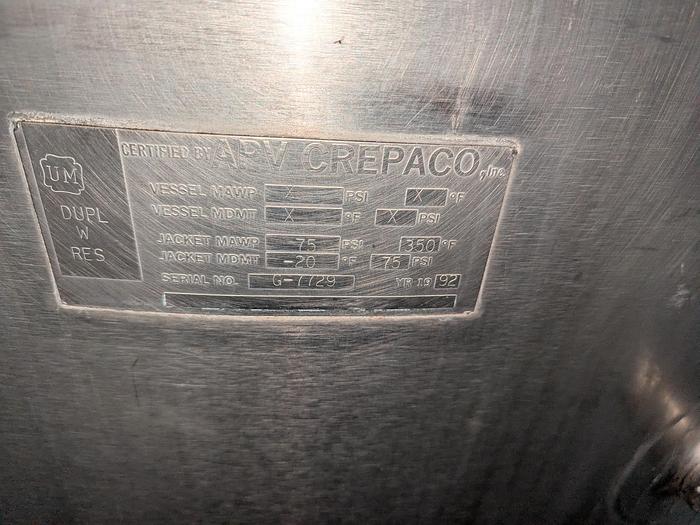 UM
DUPL
W
RES
CERTIFIED BY APV CREPACO, Inc.
VESSEL MAWP X PSI X °F
VESSEL MDMT X °F X PSI
JACKET MAWP 75 PSI 350 °F
JACKET MDMT -20 °F 75 PSI
SERIAL NO. G-7729 YR 19 92